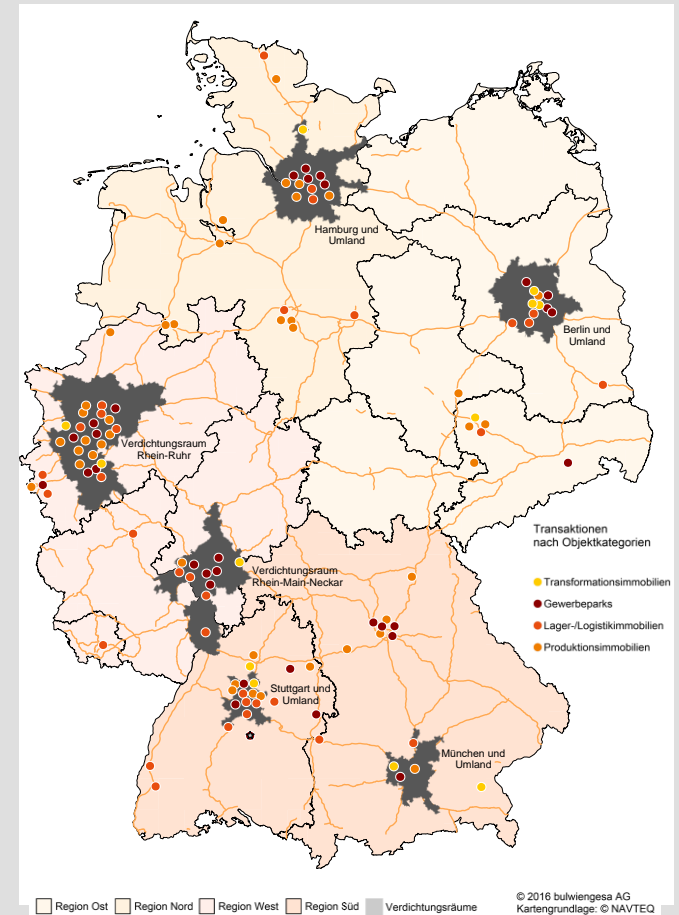 Hamburg und
Umland
Berlin und
Umland
Verdichtungsraum
Rhein-Ruhr
Transaktionen
nach Objektkategorien
Verdichtungsraum
Rhein-Main-Neckar
Transformationsimmobilien
Gewerbeparks
Lager-/Logistikimmobilien
Produktionsimmobilien
Stuttgart und
Umland
München und
Umland
Region Ost
Region Nord
Region West
Region Süd
Verdichtungsräume
© 2016 bulwiengesa AG
Kartengrundlage: © NAVTEQ